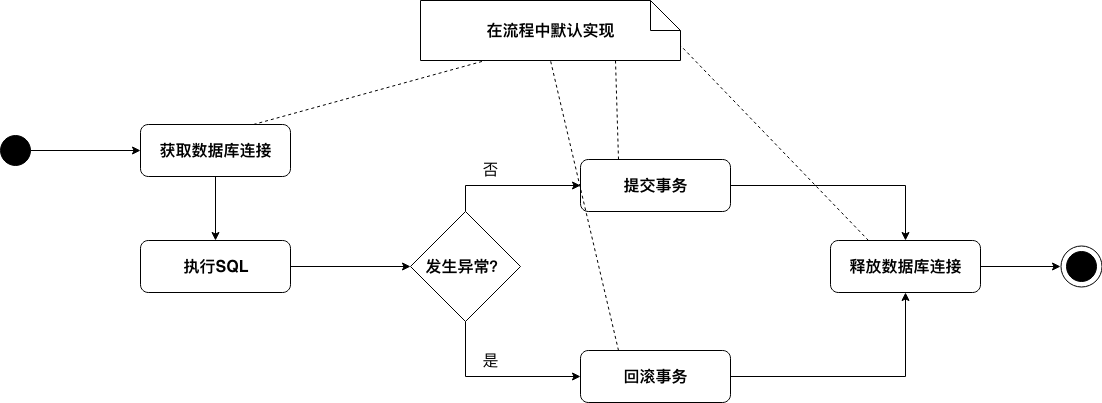 在流程中默认实现
获取数据库连接
否
提交事务
执行SQL
发生异常?
释放数据库连接
是
回滚事务